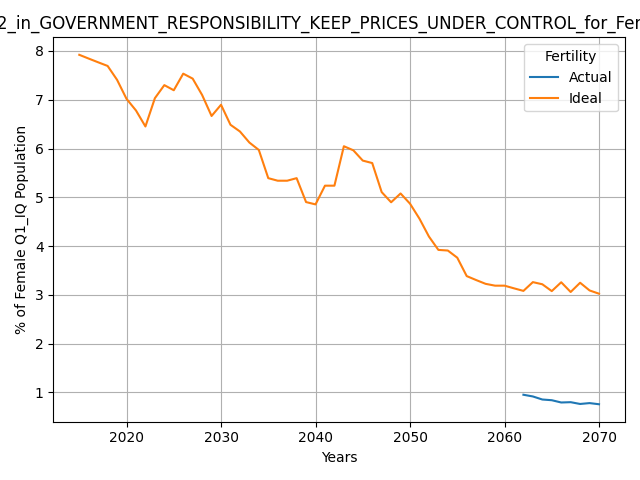 2_in_GOVERNMENT_RESPONSIBILITY_KEEP_PRICES_UNDER_CONTROL_for_Fer
8
7
6
5
4
3
2
1
% of Female Q1_IQ Population
Fertility
Actual
Ideal
2020 2030 2040 2050 2060 2070
Years